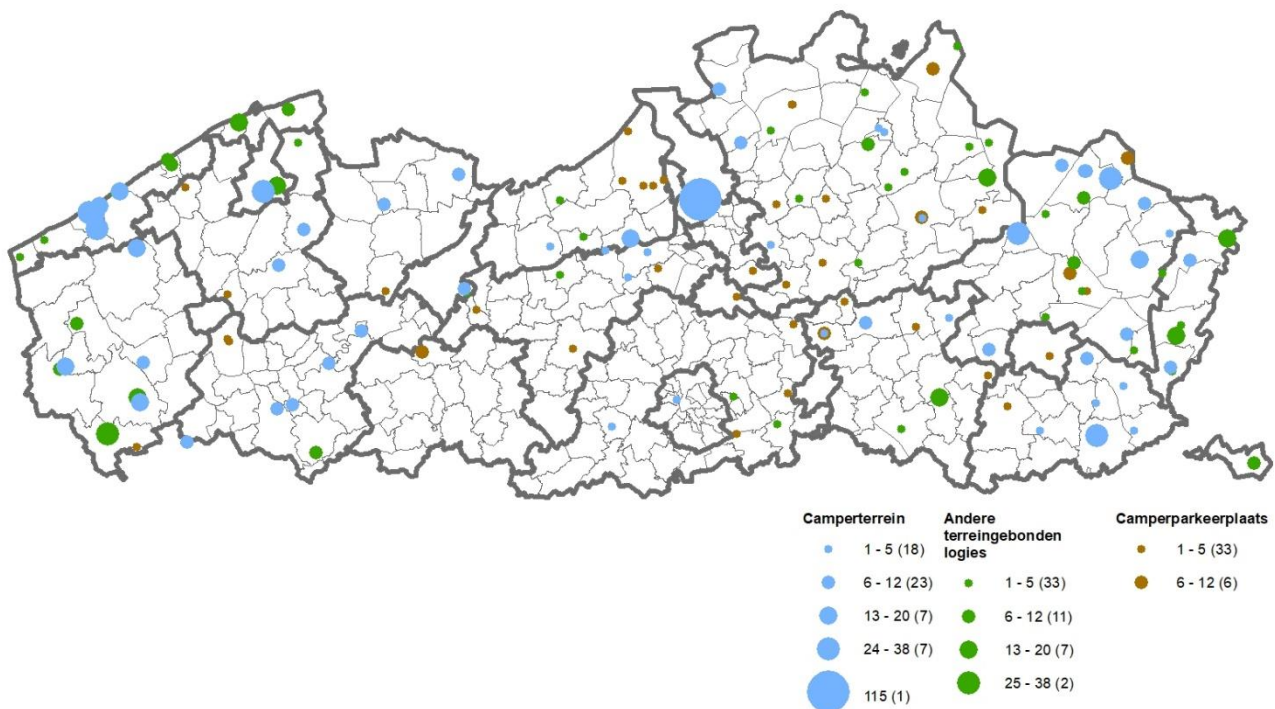 Camperterrein
1 - 5 (18)
6 - 12 (23)
13 - 20 (7)
24 - 38 (7)
115 (1)
Andere
terreingebonden
logies
1 - 5 (33)
6 - 12 (11)
13 - 20 (7)
25 - 38 (2)
Camperparkeerplaats
1 - 5 (33)
6 - 12 (6)